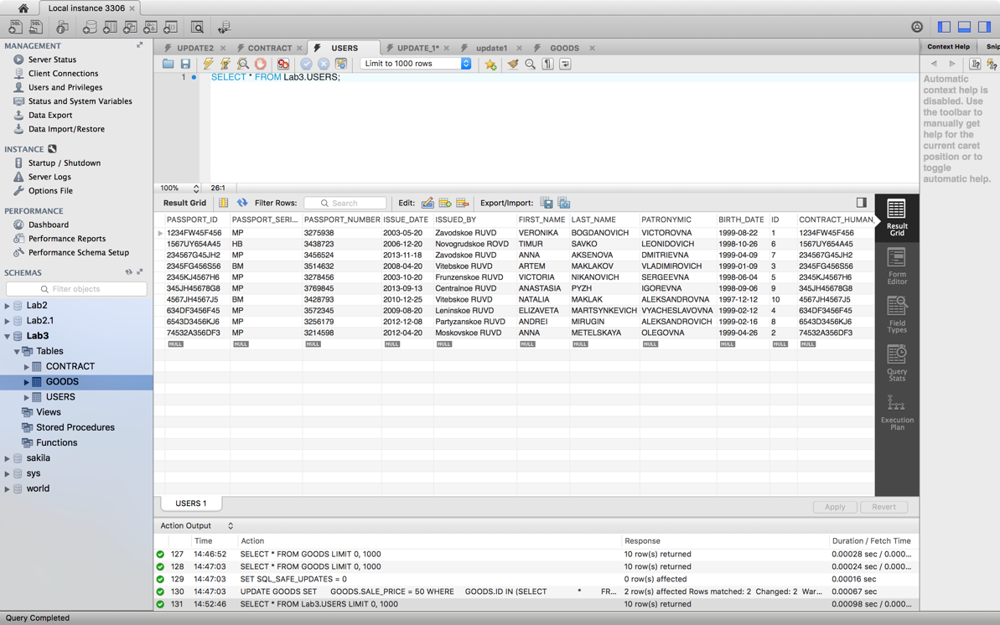 Local instance 3306
MANAGEMENT
Server Status
Client Connections
Users and Privileges
Status and System Variables
Data Export
Data Import/Restore
INSTANCE
Startup / Shutdown
Server Logs
Options File
PERFORMANCE
Dashboard
Performance Reports
Performance Schema Setup
SCHEMAS
Filter objects
Lab2
Lab2.1
Lab3
Tables
CONTRACT
GOODS
USERS
Views
Stored Procedures
Functions
sakila
sys
world
UPDATE2 CONTRACT USERS UPDATE_1* update1 GOODS
Limit to 1000 rows
1 SELECT * FROM Lab3.USERS;
100% 26:1
Result Grid Filter Rows: Search Edit: Export/Import:
PASSPORT_ID PASSPORT_SERI... PASSPORT_NUMBER ISSUE_DATE ISSUED_BY FIRST_NAME LAST_NAME PATRONYMIC BIRTH_DATE ID CONTRACT_HUMAN_
1234FW45F456 MP 3275938 2003-05-20 Zavodskoe RUVD VERONIKA BOGDANOVICH VICTOROVNA 1999-08-22 1 1234FW45F456
1567UY654A45 HB 3438723 2006-12-20 Novogrudskoe ROVD TIMUR SAVKO LEONIDOVICH 1998-10-26 6 1567UY654A45
234567G45JH2 MP 3456524 2013-11-18 Zavodskoe RUVD ANNA AKSENOVA DMITRIEVNA 1999-04-09 7 234567G45JH2
2345FG456S56 BM 3514632 2008-04-20 Vitebskoe RUVD ARTEM MAKLAKOV VLADIMIROVICH 1999-01-09 3 2345FG456S56
2345KJ4567H6 MP 3278456 2003-10-20 Frunzenskoe RUVD VICTORIA NIKANOVICH SERGEEVNA 1998-06-04 5 2345KJ4567H6
345JH45678G8 MP 3769845 2013-09-13 Centralnoe RUVD ANASTASIA PYZH IGOREVNA 1998-09-06 9 345JH45678G8
4567JH4567J5 BM 3428793 2010-12-25 Vitebskoe RUVD NATALIA MAKLAK ALEKSANDROVNA 1997-12-12 10 4567JH4567J5
634DF3456F45 MP 3572345 2009-08-20 Leninskoe RUVD ELIZAVETA MARTSYNKEVICH VYACHESLAVOVNA 1999-02-12 4 634DF3456F45
6543D3456KJ6 MP 3256179 2012-12-08 Partyzanskoe RUVD ANDREI MIRUGIN ALEKSANDROVICH 1999-02-16 8 6543D3456KJ6
74532A356DF3 MP 3214598 2012-04-20 Moskovskoe RUVD ANNA METELSKAYA OLEGOVNA 1999-04-26 2 74532A356DF3
NULL NULL NULL NULL NULL NULL NULL NULL NULL NULL NULL
Result
Grid
Form
Editor
Field
Types
Query
Stats
Execution
Plan
USERS 1
Apply Revert
Context Help Snip
Automatic
context help is
disabled. Use
the toolbar to
manually get
help for the
current caret
position or to
toggle
automatic help.
Action Output
Time Action Response Duration / Fetch Time
127 14:46:52 SELECT * FROM GOODS LIMIT 0, 1000 10 row(s) returned 0.00028 sec / 0.000...
128 14:47:03 SELECT * FROM GOODS LIMIT 0, 1000 10 row(s) returned 0.00024 sec / 0.000...
129 14:47:03 SET SQL_SAFE_UPDATES = 0 0 row(s) affected 0.00016 sec
130 14:47:03 UPDATE GOODS SET GOODS.SALE_PRICE = 50 WHERE GOODS.ID IN (SELECT * FR... 2 row(s) affected Rows matched: 2 Changed: 2 War... 0.00067 sec
131 14:52:46 SELECT * FROM Lab3.USERS LIMIT 0, 1000 10 row(s) returned 0.00098 sec / 0.000...
Query Completed